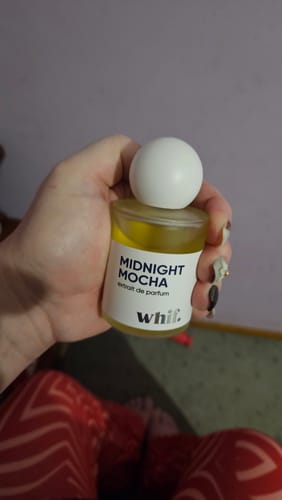 MIDNIGHT
MOCHA
extrait de parfum
whif.